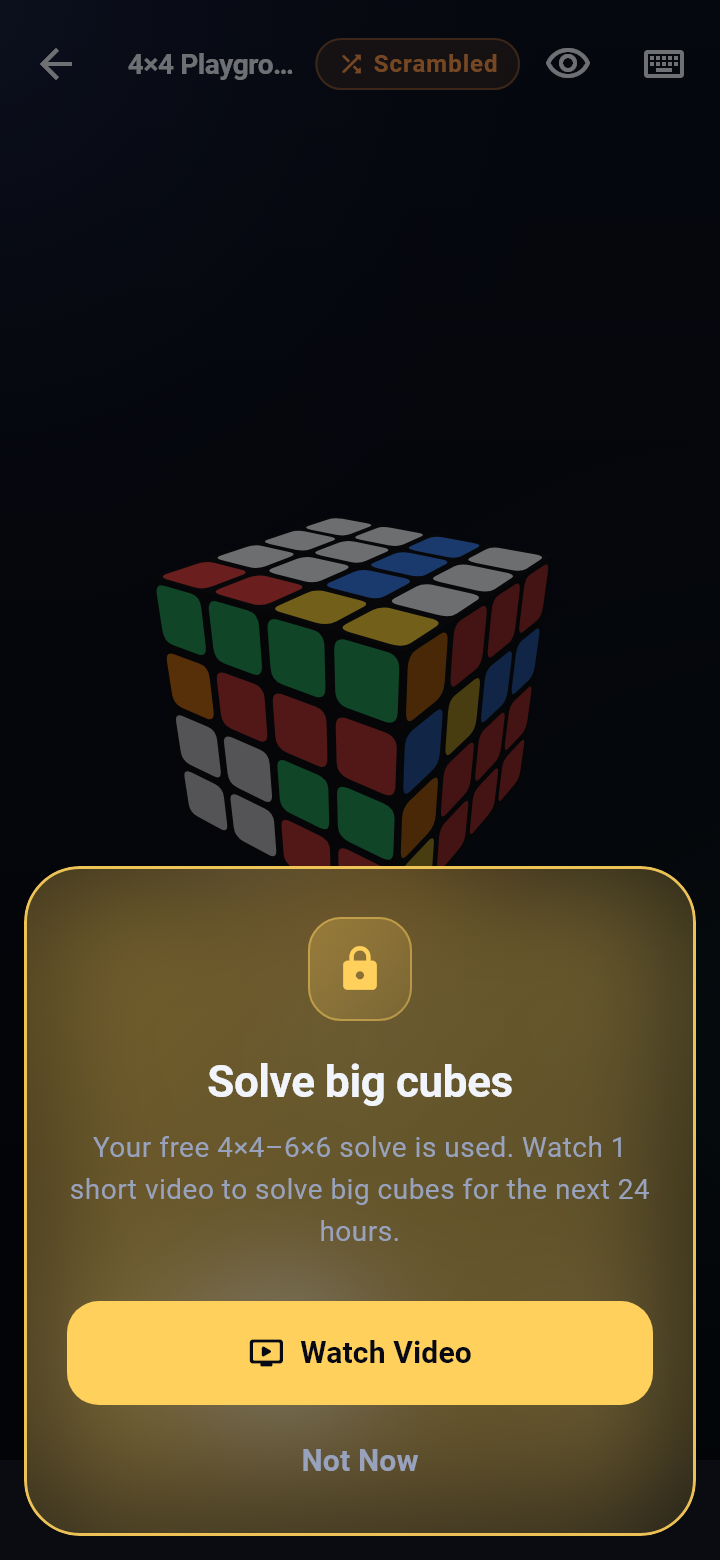 4×4 Playgro...
Scrambled
Solve big cubes
Your free 4×4–6×6 solve is used. Watch 1
short video to solve big cubes for the next 24
hours.
Watch Video
Not Now